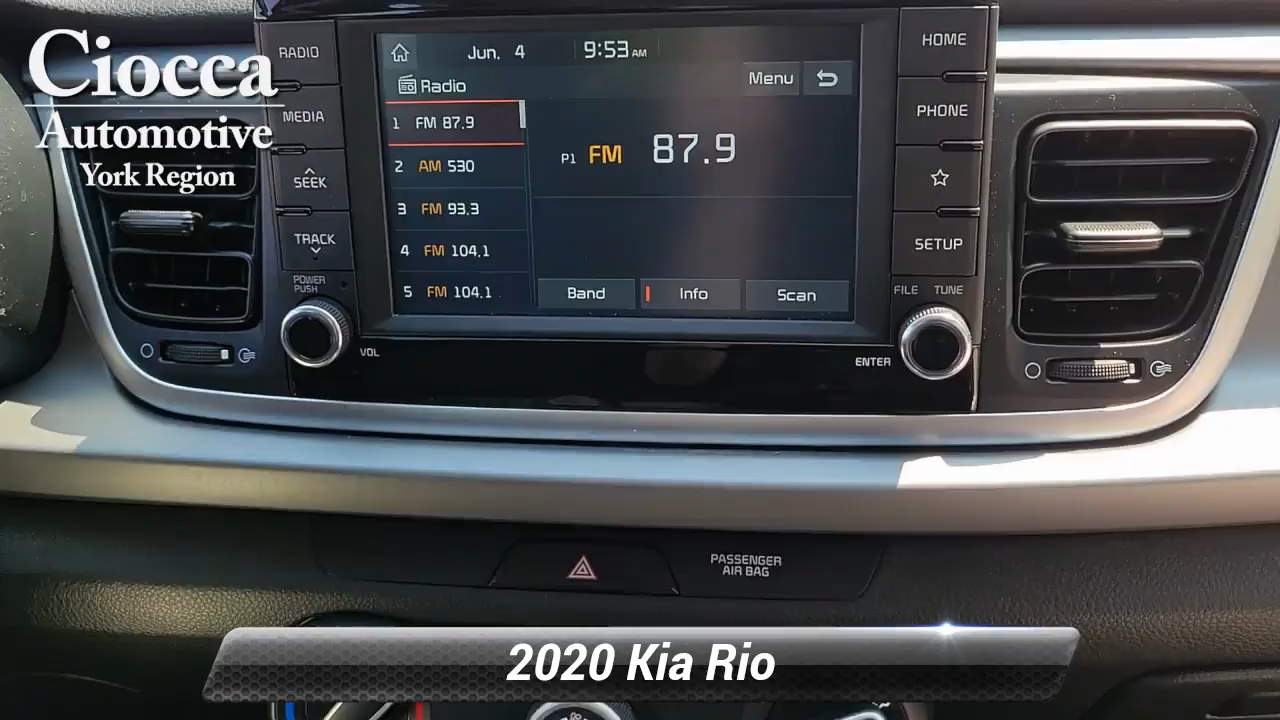 Ciocca
Automotive
York Region
RADIO
MEDIA
SEEK
TRACK
POWER
PUSH
VOL
Jun. 4 9:53 AM
Radio
Menu
1 FM 87.9
2 AM 530
3 FM 93.3
4 FM 104.1
5 FM 104.1
P1 FM 87.9
Band
Info
Scan
HOME
PHONE
SETUP
FILE TUNE
ENTER
PASSENGER
AIR BAG
2020 Kia Rio